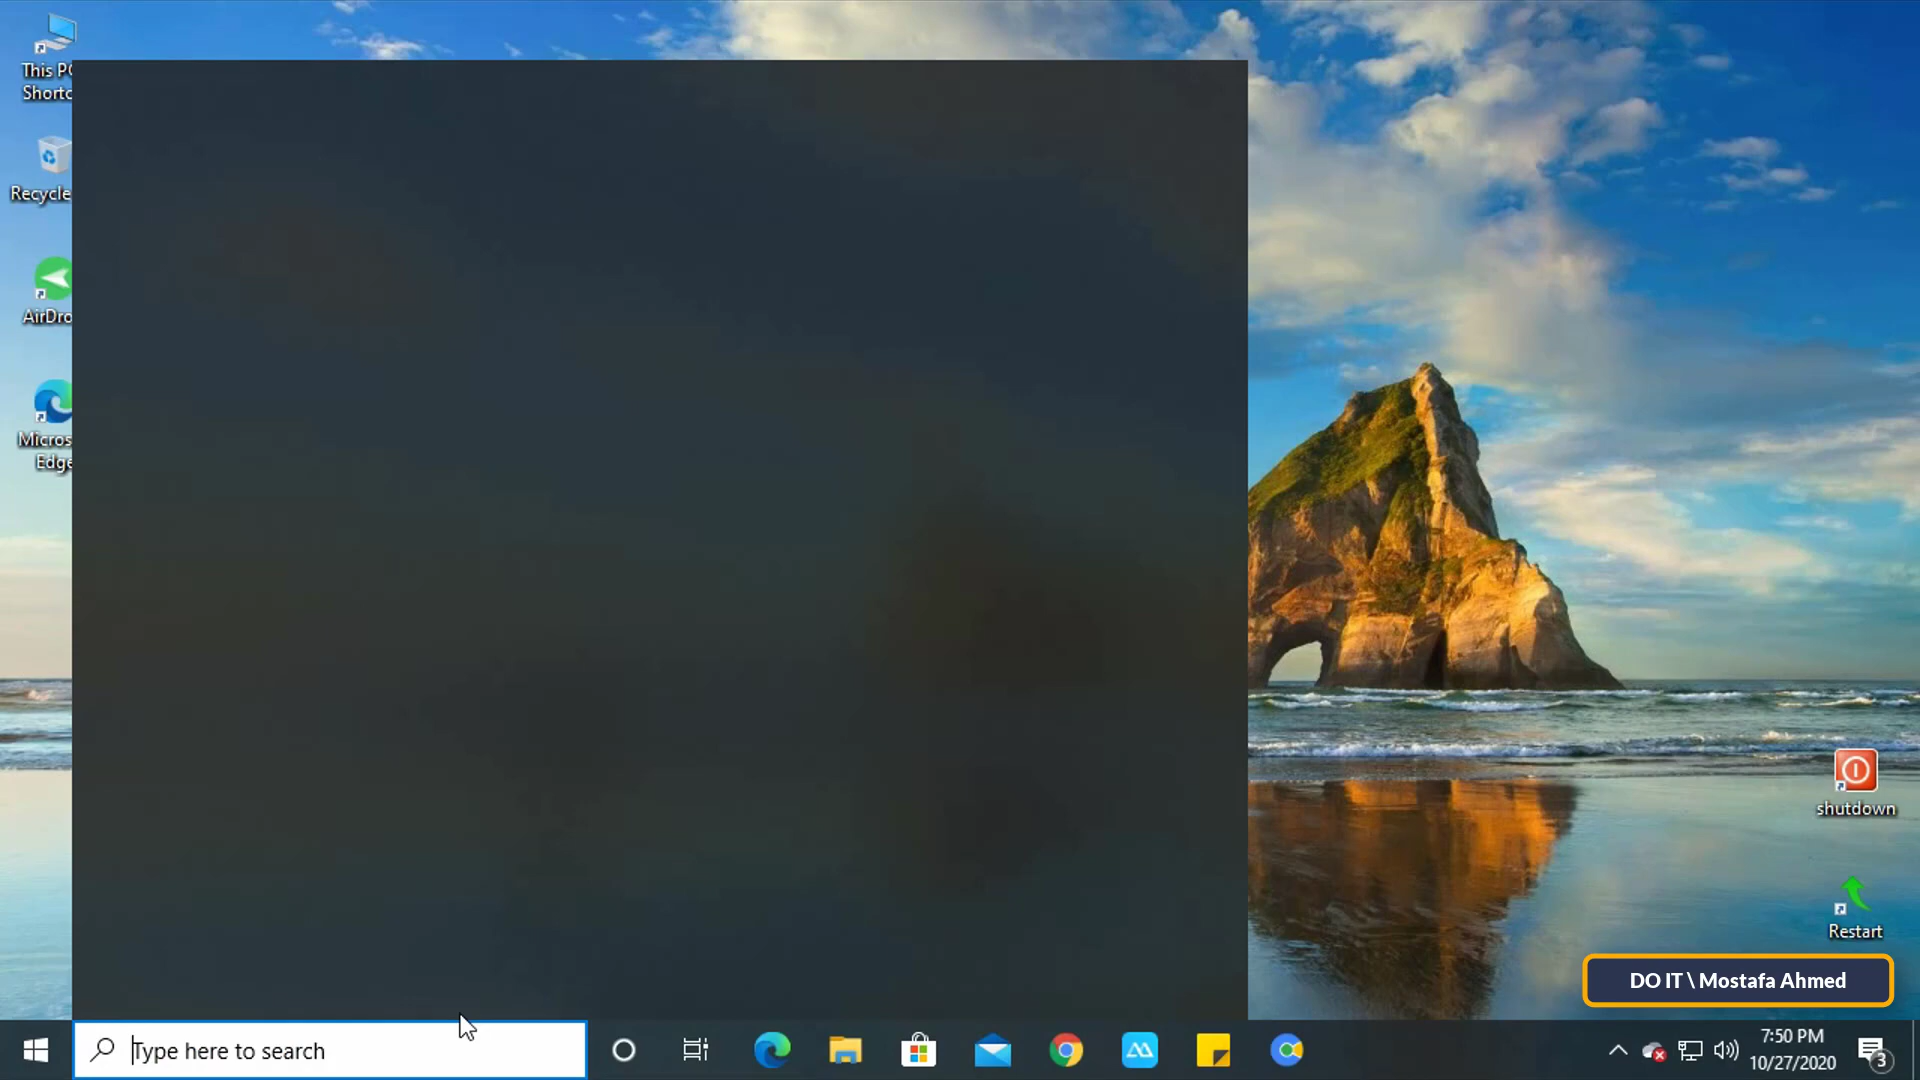 This PC
Shortc
Recycle
AirDro
Micros
Edge
shutdown
Restart
DO IT \ Mostafa Ahmed
Type here to search
7:50 PM
10/27/2020
3